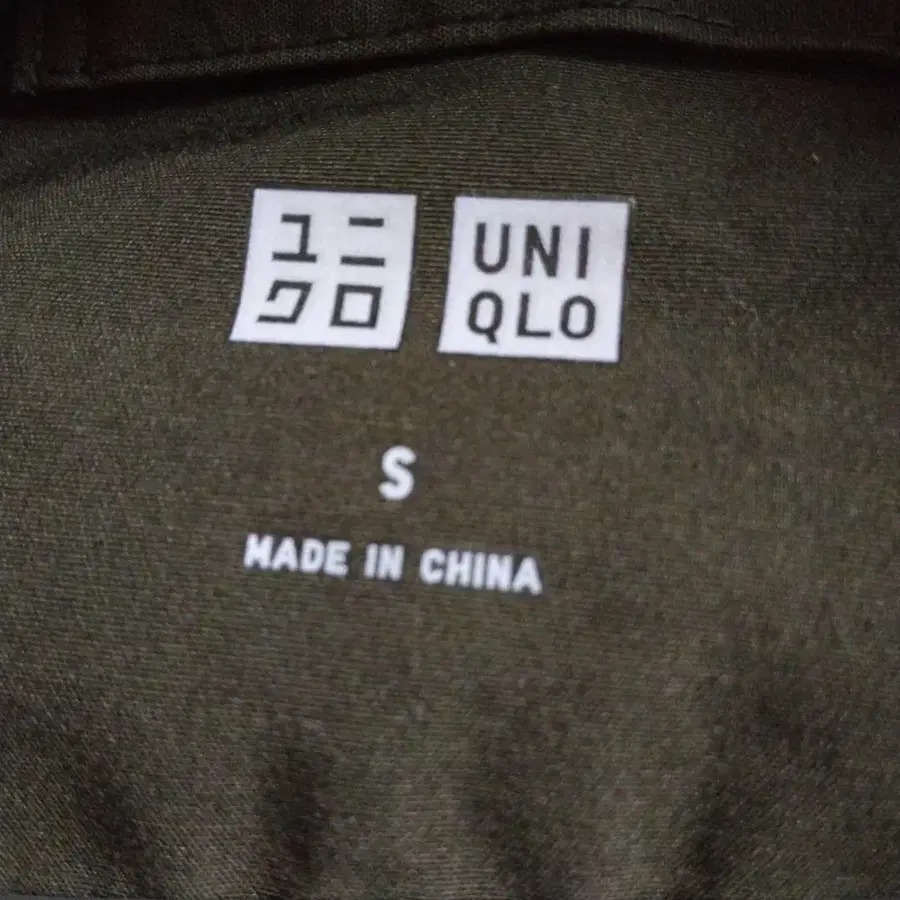 ユニ
クロ
UNI
QLO
S
MADE IN CHINA